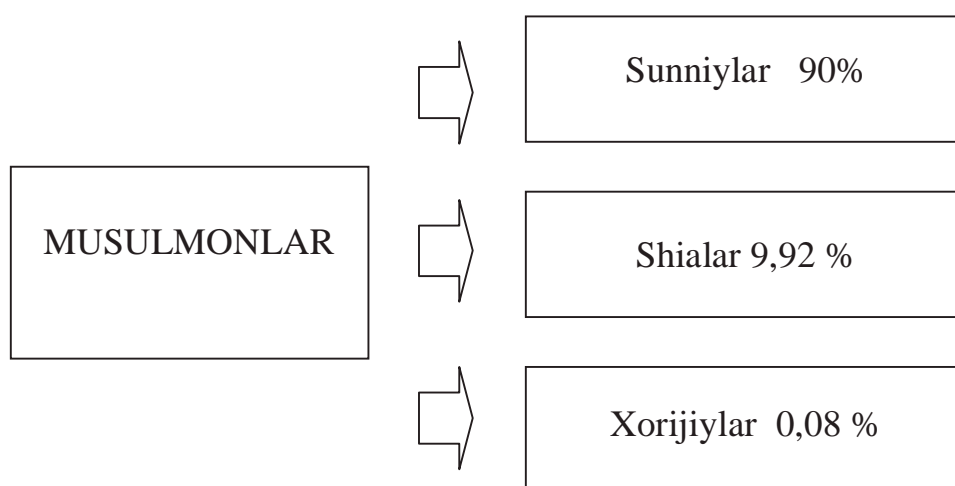 MUSULMONLAR
Sunniylar 90%
Shialar 9,92 %
Xorijiylar 0,08 %